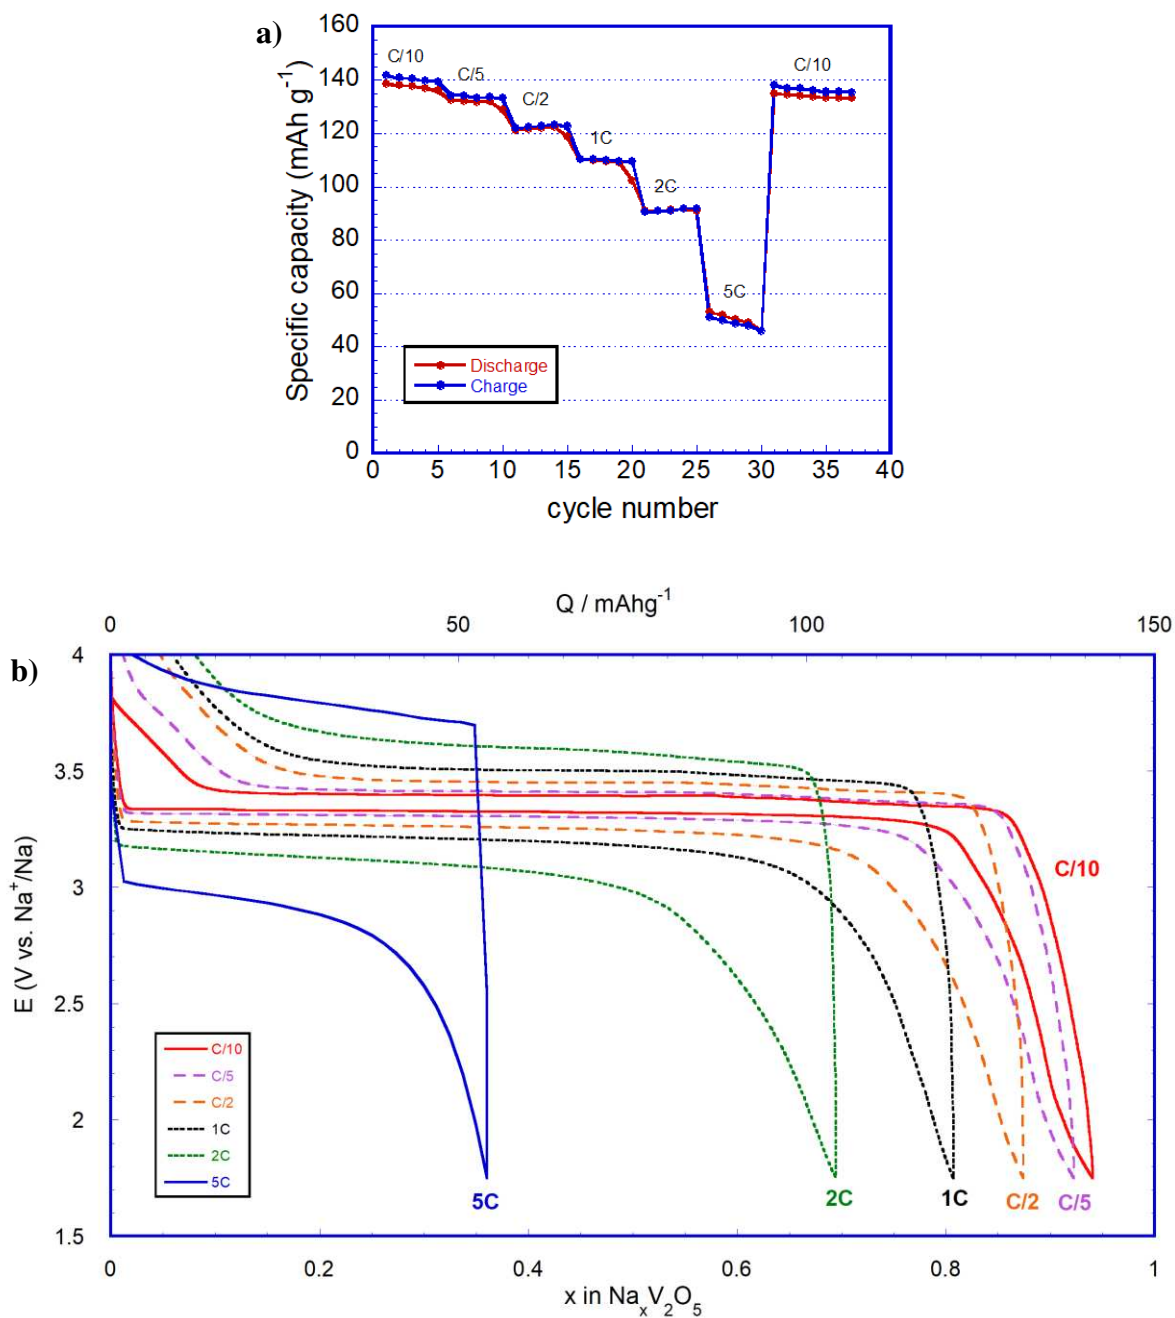 a)
160
140
120
100
80
60
40
20
0
Specific capacity (mAh g⁻¹)
C/10
C/5
C/2
1C
2C
5C
C/10
Discharge
Charge
0 5 10 15 20 25 30 35 40
cycle number
b)
Q / mAhg⁻¹
0 50 100 150
4
3.5
3
2.5
2
1.5
E (V vs. Na⁺/Na)
C/10
C/10
C/5
C/2
1C
2C
5C
5C 2C 1C C/2 C/5
0 0.2 0.4 0.6 0.8 1
x in NaₓV₂O₅